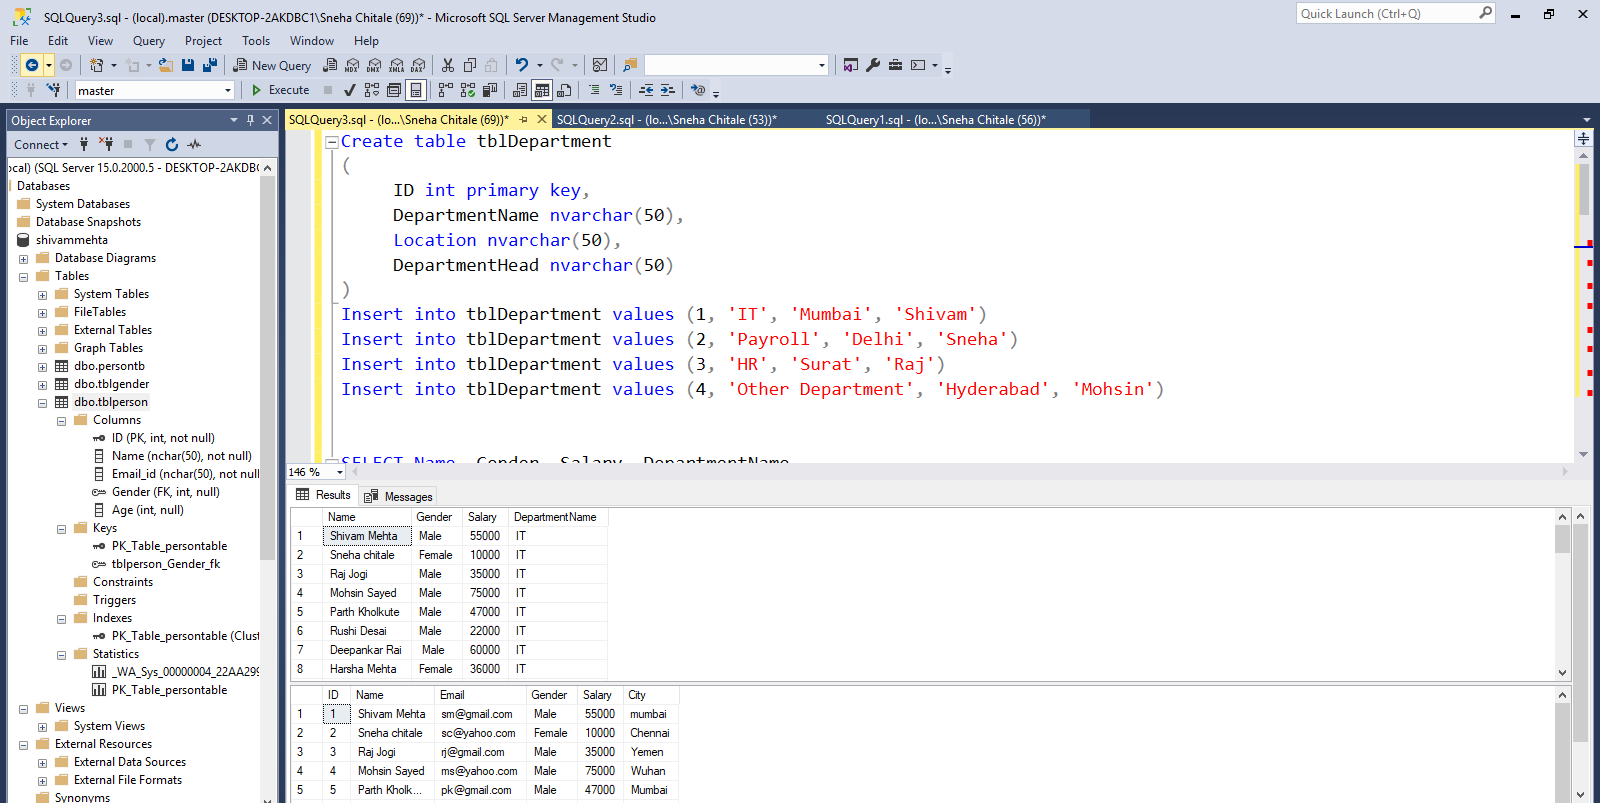 SQLQuery3.sql - (local).master (DESKTOP-2AKDBC1\Sneha Chitale (69))* - Microsoft SQL Server Management Studio
Quick Launch (Ctrl+Q)
File Edit View Query Project Tools Window Help
New Query MDX DMX XMLA DAX
master Execute
Object Explorer
Connect
ocal) (SQL Server 15.0.2000.5 - DESKTOP-2AKDBC
Databases
System Databases
Database Snapshots
shivammehta
Database Diagrams
Tables
System Tables
FileTables
External Tables
Graph Tables
dbo.persontb
dbo.tblgender
dbo.tblperson
Columns
ID (PK, int, not null)
Name (nchar(50), not null)
Email_id (nchar(50), not null
Gender (FK, int, null)
Age (int, null)
Keys
PK_Table_persontable
tblperson_Gender_fk
Constraints
Triggers
Indexes
PK_Table_persontable (Clust
Statistics
_WA_Sys_00000004_22AA299
PK_Table_persontable
Views
System Views
External Resources
External Data Sources
External File Formats
Synonyms
SQLQuery3.sql - (lo...\Sneha Chitale (69))* SQLQuery2.sql - (lo...\Sneha Chitale (53))* SQLQuery1.sql - (lo...\Sneha Chitale (56))*
Create table tblDepartment
(
ID int primary key,
DepartmentName nvarchar(50),
Location nvarchar(50),
DepartmentHead nvarchar(50)
)
Insert into tblDepartment values (1, 'IT', 'Mumbai', 'Shivam')
Insert into tblDepartment values (2, 'Payroll', 'Delhi', 'Sneha')
Insert into tblDepartment values (3, 'HR', 'Surat', 'Raj')
Insert into tblDepartment values (4, 'Other Department', 'Hyderabad', 'Mohsin')
SELECT Name, Gender, Salary, DepartmentName
146 %
Results Messages
Name Gender Salary DepartmentName
1 Shivam Mehta Male 55000 IT
2 Sneha chitale Female 10000 IT
3 Raj Jogi Male 35000 IT
4 Mohsin Sayed Male 75000 IT
5 Parth Kholkute Male 47000 IT
6 Rushi Desai Male 22000 IT
7 Deepankar Rai Male 60000 IT
8 Harsha Mehta Female 36000 IT
ID Name Email Gender Salary City
1 1 Shivam Mehta sm@gmail.com Male 55000 mumbai
2 2 Sneha chitale sc@yahoo.com Female 10000 Chennai
3 3 Raj Jogi rj@gmail.com Male 35000 Yemen
4 4 Mohsin Sayed ms@yahoo.com Male 75000 Wuhan
5 5 Parth Kholk... pk@gmail.com Male 47000 Mumbai